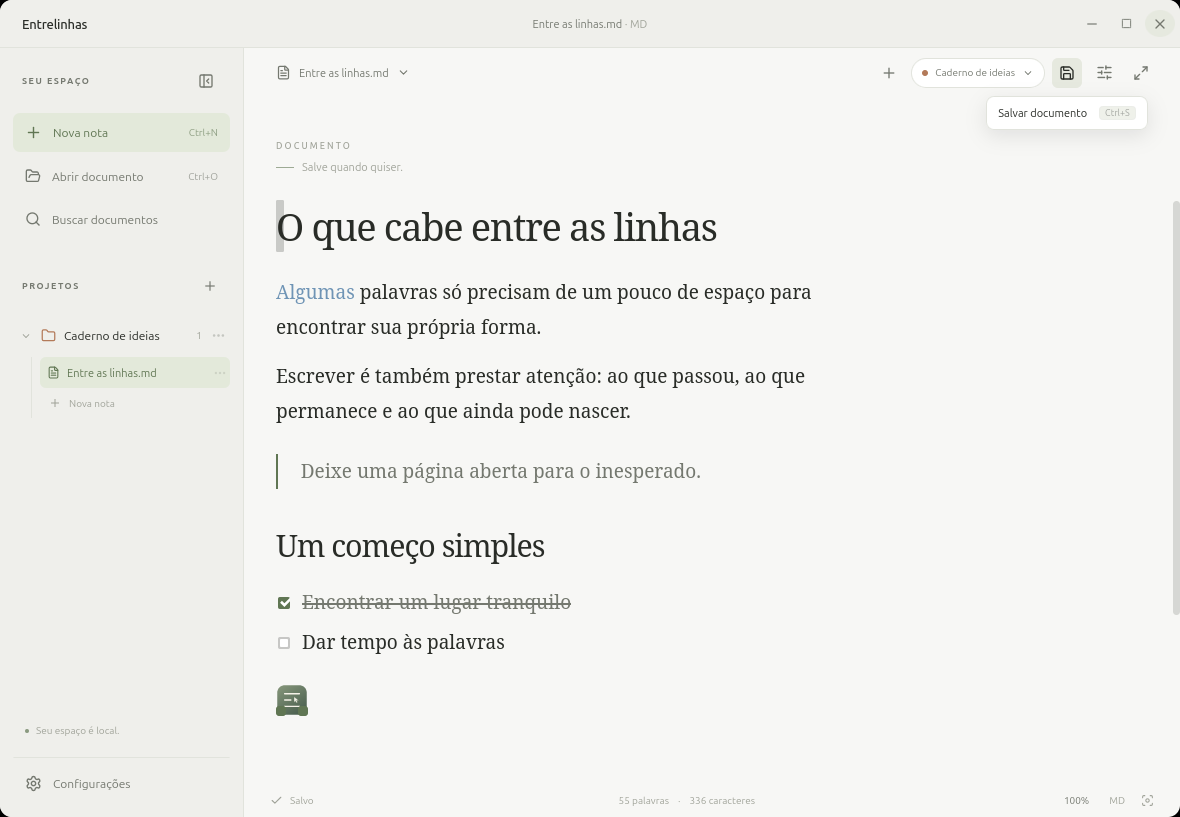 Entrelinhas
Entre as linhas.md · MD
SEU ESPAÇO
Nova nota Ctrl+N
Abrir documento Ctrl+O
Buscar documentos
PROJETOS
Caderno de ideias 1
Entre as linhas.md
Nova nota
Seu espaço é local.
Configurações
Entre as linhas.md
Caderno de ideias
Salvar documento Ctrl+S
DOCUMENTO
Salve quando quiser.
O que cabe entre as linhas
Algumas palavras só precisam de um pouco de espaço para
encontrar sua própria forma.
Escrever é também prestar atenção: ao que passou, ao que
permanece e ao que ainda pode nascer.
Deixe uma página aberta para o inesperado.
Um começo simples
Encontrar um lugar tranquilo
Dar tempo às palavras
Salvo
55 palavras · 336 caracteres
100% MD